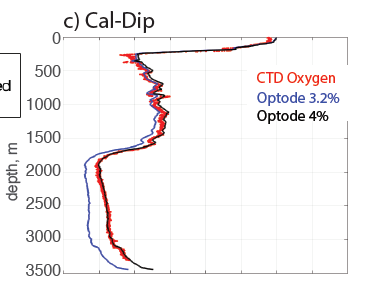 c) Cal-Dip
0
500
1000
1500
2000
2500
3000
3500
depth, m
ed
CTD Oxygen
Optode 3.2%
Optode 4%